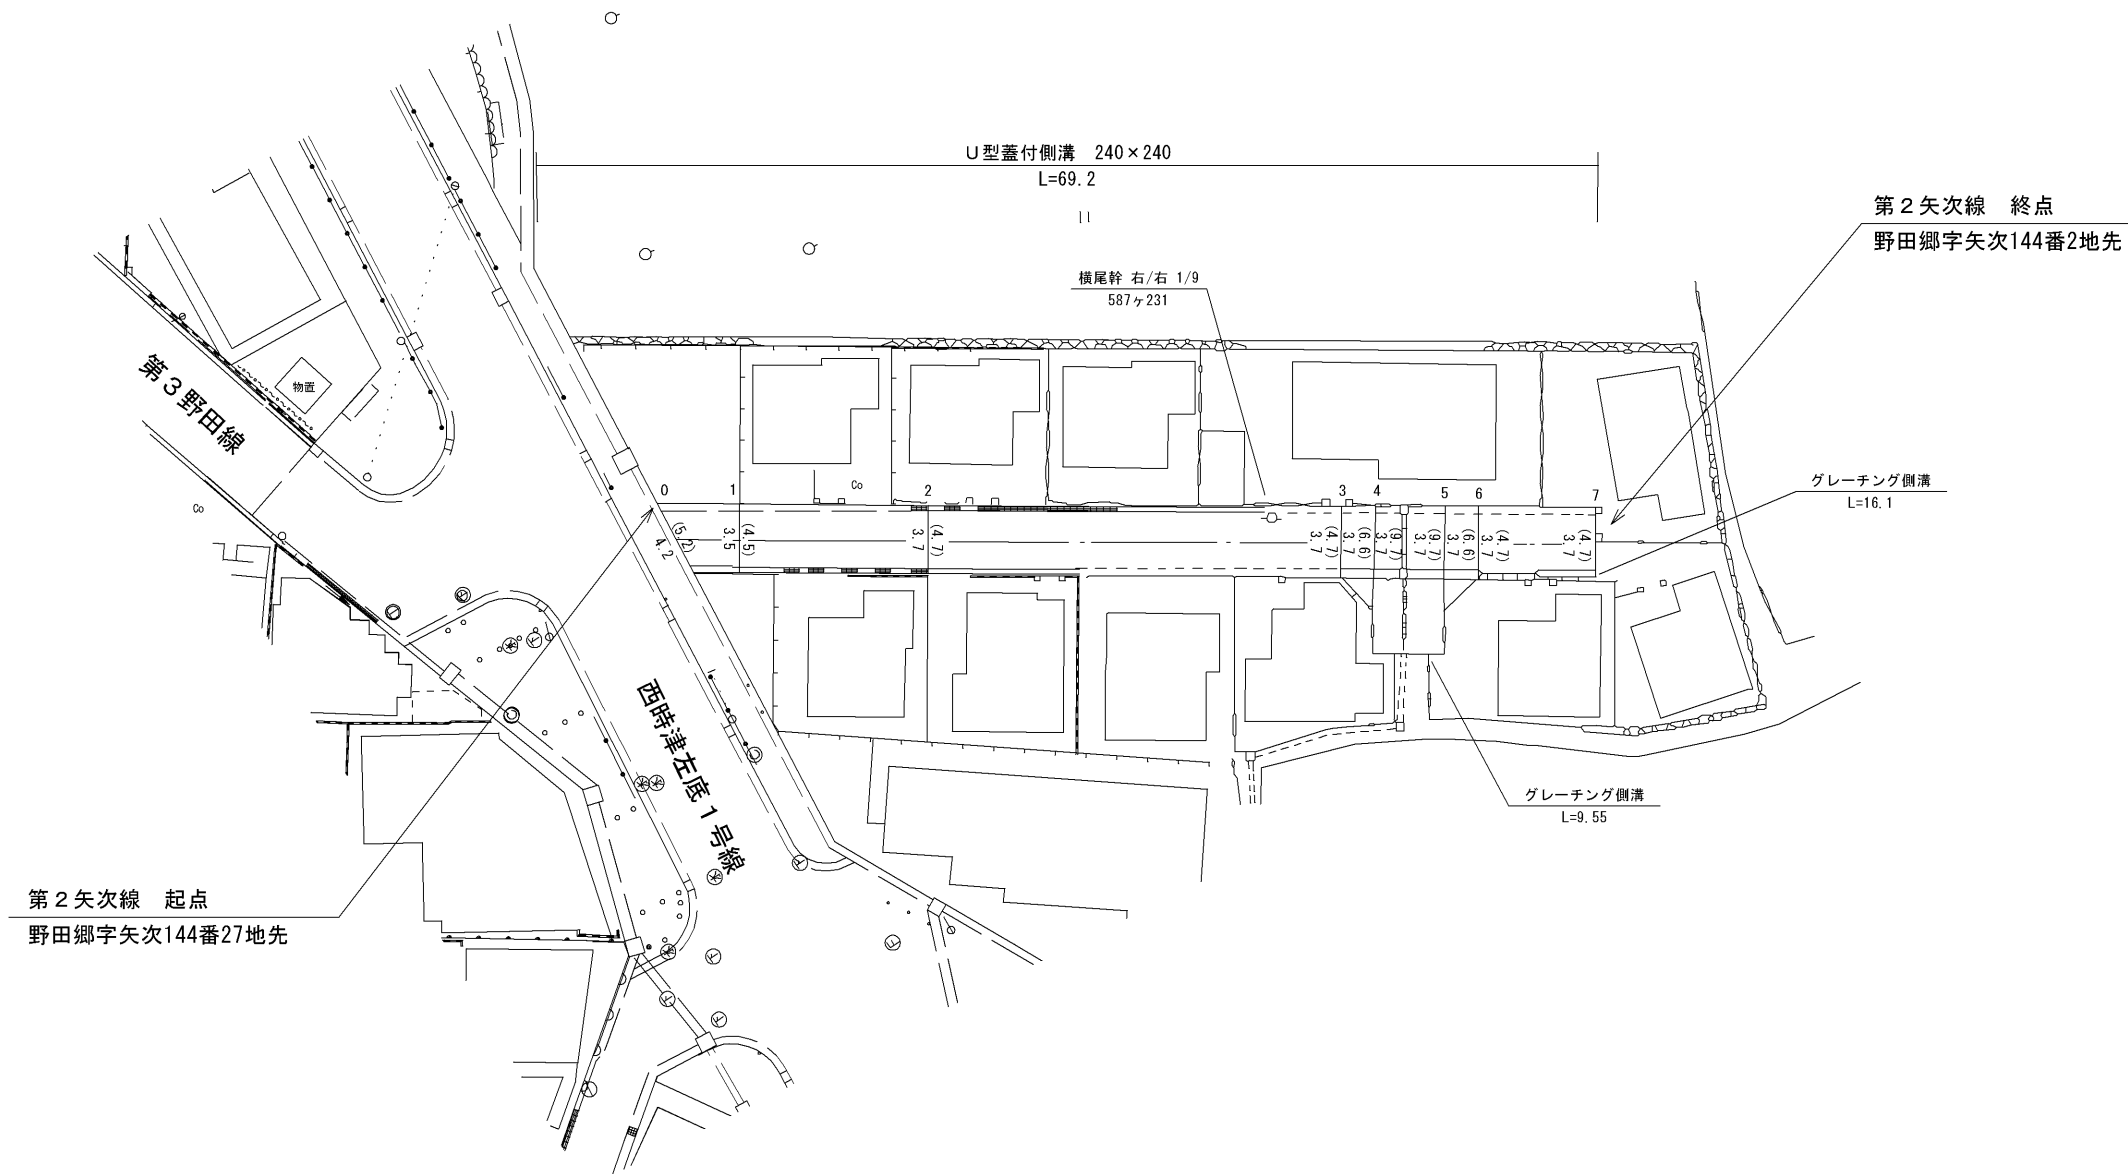 U型蓋付側溝　240×240
L=69.2
第２矢次線　終点
野田郷字矢次144番2地先
横尾幹 右/右 1/9
587ヶ231
第３野田線
物置
グレーチング側溝
L=16.1
Co
Co
0
1
2
3
4
5
6
7
(5.2)
4.2
(4.5)
3.5
(4.7)
3.7
(4.7)
3.7
(6.6)
3.7
(9.7)
3.7
(9.7)
3.7
(6.6)
3.7
(4.7)
3.7
(4.7)
3.7
西時津左底１号線
グレーチング側溝
L=9.55
第２矢次線　起点
野田郷字矢次144番27地先